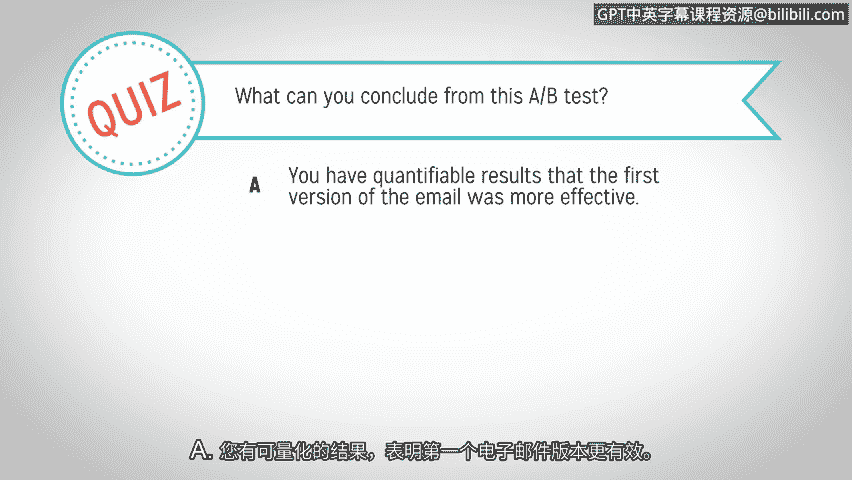 GPT中英字幕课程资源@bilibili.com
QUIZ
What can you conclude from this A/B test?
A You have quantifiable results that the first
version of the email was more effective.
A. 您有可量化的结果，表明第一个电子邮件版本更有效。